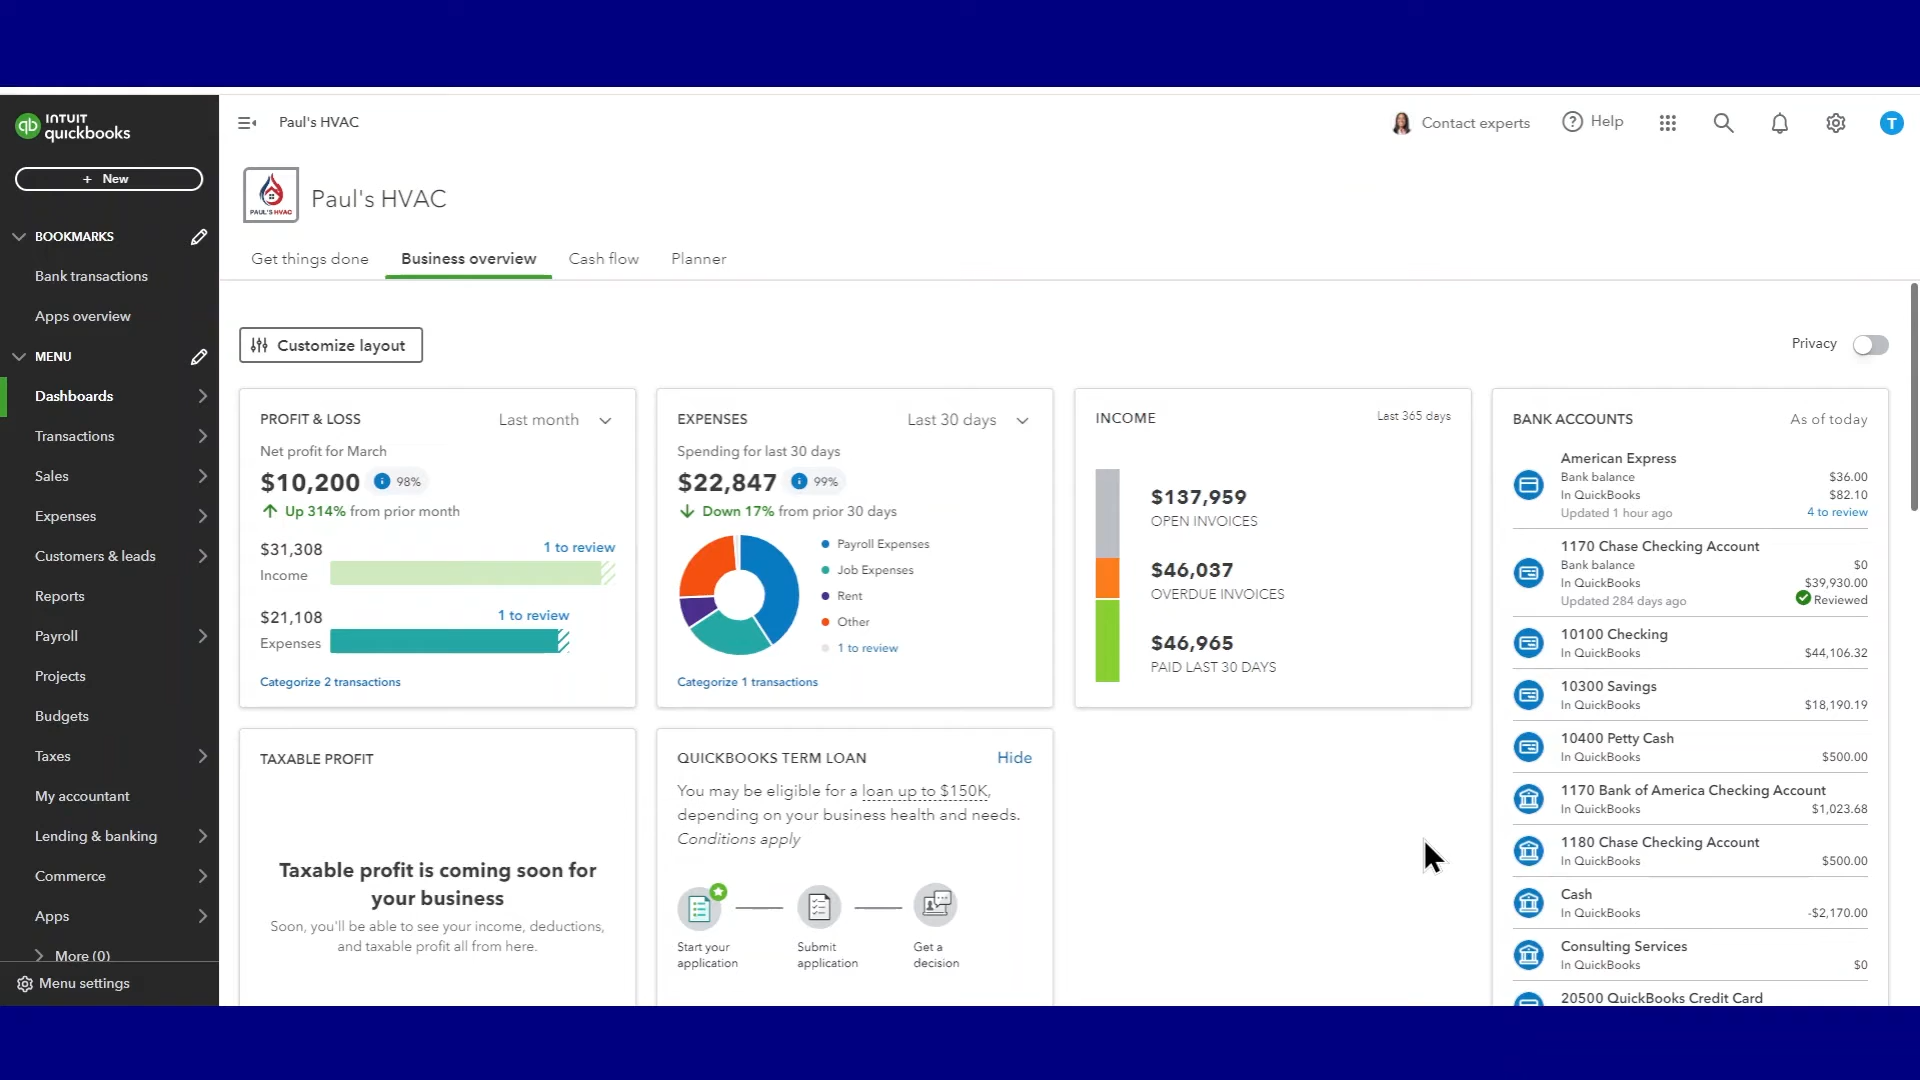 INTUIT
quickbooks
+ New
BOOKMARKS
Bank transactions
Apps overview
MENU
Dashboards
Transactions
Sales
Expenses
Customers & leads
Reports
Payroll
Projects
Budgets
Taxes
My accountant
Lending & banking
Commerce
Apps
More (0)
Menu settings
Paul's HVAC
Contact experts
Help
T
PAUL'S HVAC
Paul's HVAC
Get things done
Business overview
Cash flow
Planner
Customize layout
Privacy
PROFIT & LOSS
Last month
Net profit for March
$10,200
98%
Up 314% from prior month
$31,308
1 to review
Income
$21,108
1 to review
Expenses
Categorize 2 transactions
EXPENSES
Last 30 days
Spending for last 30 days
$22,847
99%
Down 17% from prior 30 days
Payroll Expenses
Job Expenses
Rent
Other
1 to review
Categorize 1 transactions
INCOME
Last 365 days
$137,959
OPEN INVOICES
$46,037
OVERDUE INVOICES
$46,965
PAID LAST 30 DAYS
BANK ACCOUNTS
As of today
American Express
Bank balance $36.00
In QuickBooks $82.10
Updated 1 hour ago 4 to review
1170 Chase Checking Account
Bank balance $0
In QuickBooks $39,930.00
Updated 284 days ago Reviewed
10100 Checking
In QuickBooks $44,106.32
10300 Savings
In QuickBooks $18,190.19
10400 Petty Cash
In QuickBooks $500.00
1170 Bank of America Checking Account
In QuickBooks $1,023.68
1180 Chase Checking Account
In QuickBooks $500.00
Cash
In QuickBooks -$2,170.00
Consulting Services
In QuickBooks $0
20500 QuickBooks Credit Card
TAXABLE PROFIT
Taxable profit is coming soon for
your business
Soon, you'll be able to see your income, deductions,
and taxable profit all from here.
QUICKBOOKS TERM LOAN
Hide
You may be eligible for a loan up to $150K,
depending on your business health and needs.
Conditions apply
Start your
application
Submit
application
Get a
decision